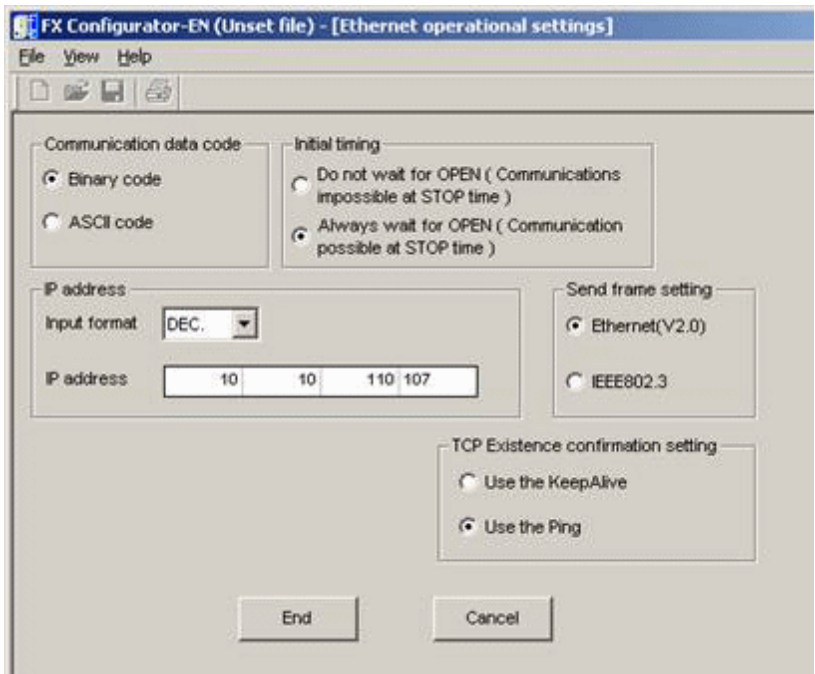 FX Configurator-EN (Unset file) - [Ethernet operational settings]
File View Help
Communication data code
Binary code
ASCII code
Initial timing
Do not wait for OPEN ( Communications
impossible at STOP time )
Always wait for OPEN ( Communication
possible at STOP time )
IP address
Input format DEC.
IP address 10 10 110 107
Send frame setting
Ethernet(V2.0)
IEEE802.3
TCP Existence confirmation setting
Use the KeepAlive
Use the Ping
End Cancel